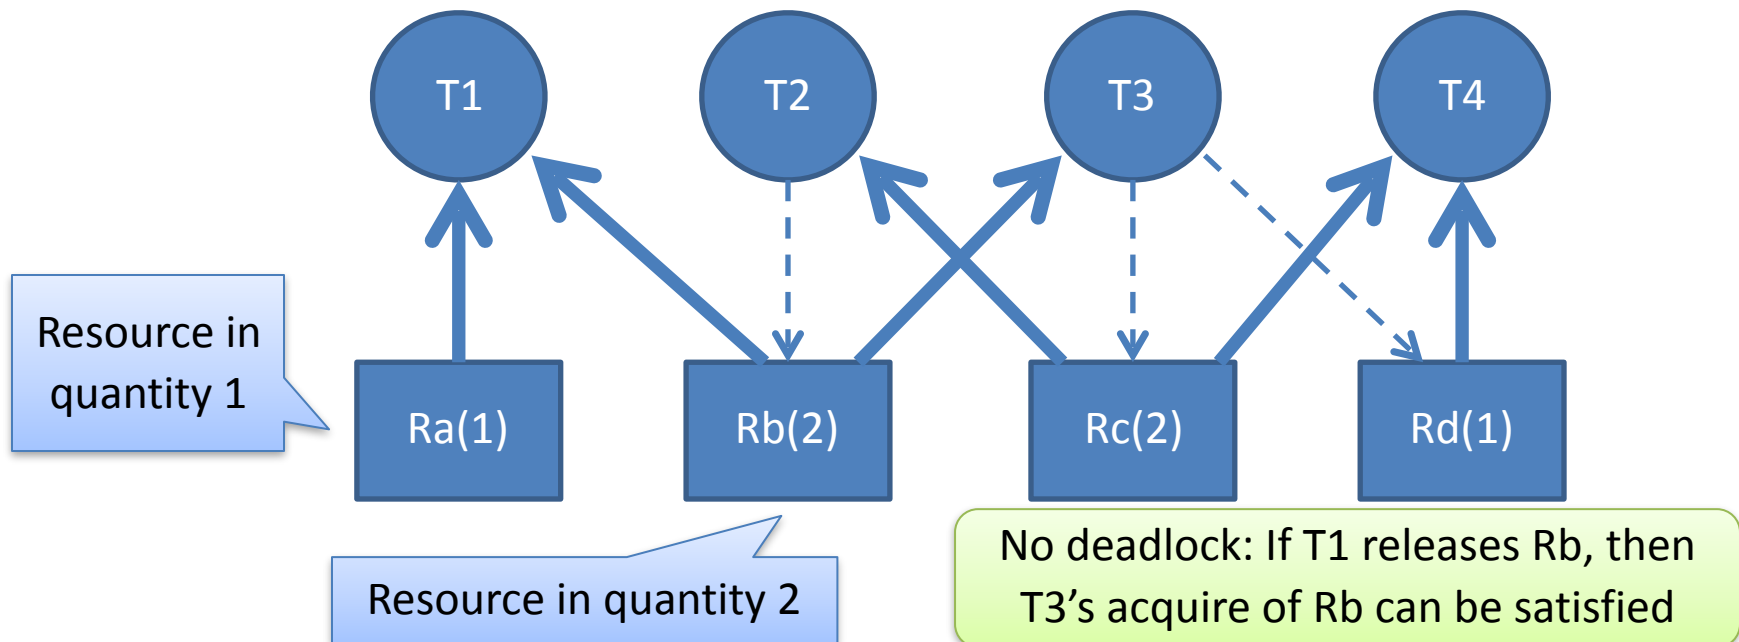 T1
T2
T3
T4
Resource in
quantity 1
Ra(1)
Rb(2)
Rc(2)
Rd(1)
Resource in quantity 2
No deadlock: If T1 releases Rb, then
T3’s acquire of Rb can be satisfied